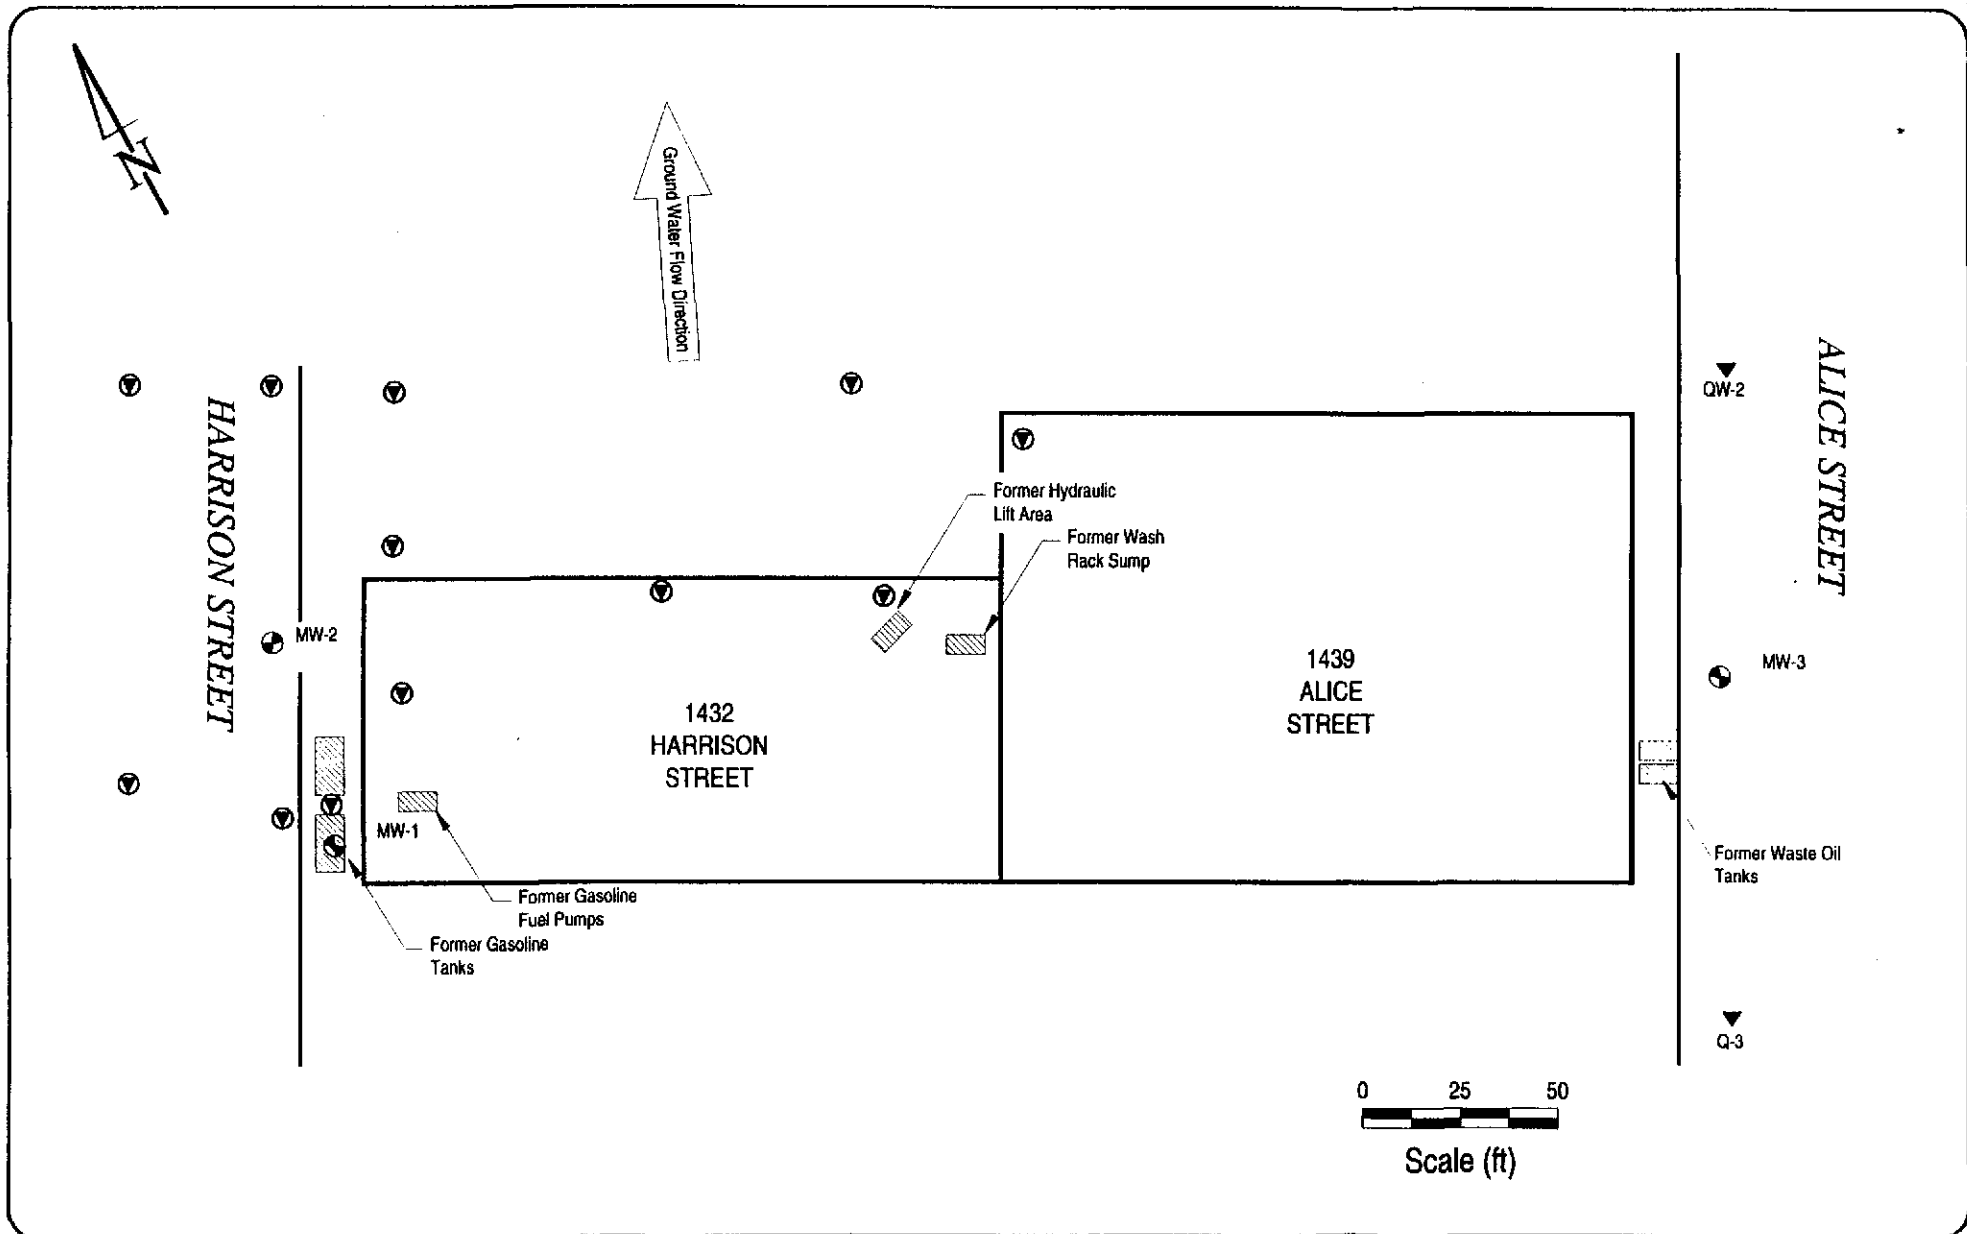 N
Ground Water Flow Direction
HARRISON STREET
ALICE STREET
QW-2
Former Hydraulic
Lift Area
Former Wash
Rack Sump
MW-2
MW-3
1439
ALICE
STREET
1432
HARRISON
STREET
MW-1
Former Waste Oil
Tanks
Former Gasoline
Fuel Pumps
Former Gasoline
Tanks
Q-3
0 25 50
Scale (ft)